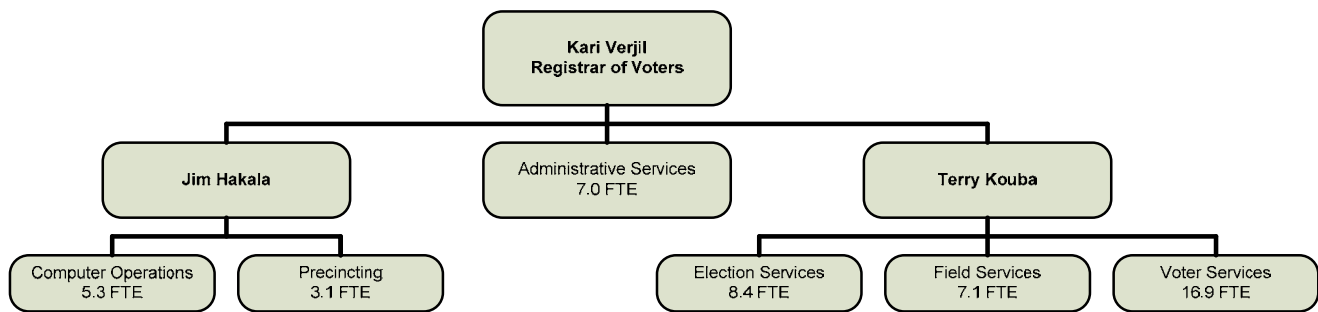 Kari Verjil
Registrar of Voters
Jim Hakala
Administrative Services
7.0 FTE
Terry Kouba
Computer Operations
5.3 FTE
Precincting
3.1 FTE
Election Services
8.4 FTE
Field Services
7.1 FTE
Voter Services
16.9 FTE